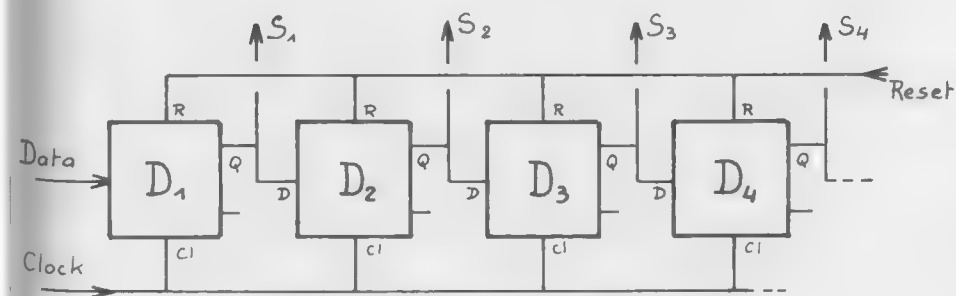 S1 S2 S3 S4
Reset
R R R R
Data
D1 Q D D2 Q D D3 Q D D4 Q
Cl Cl Cl Cl
Clock